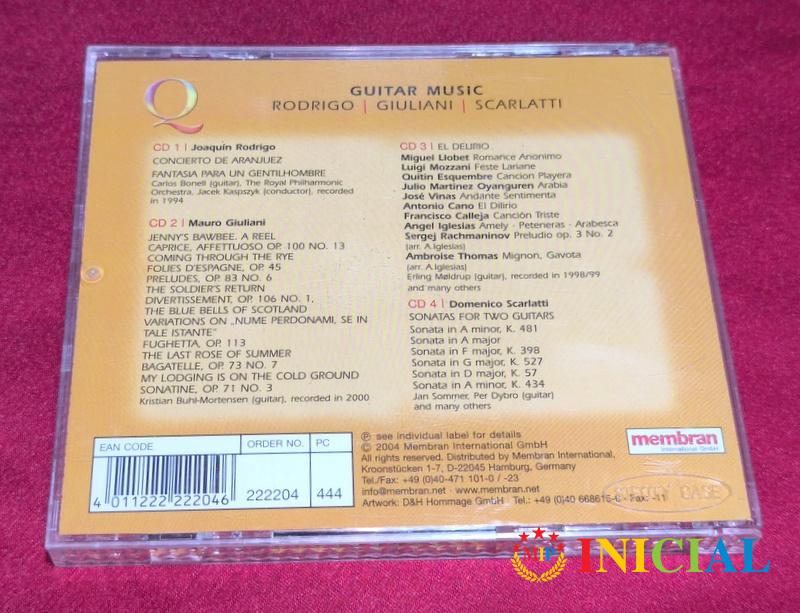 Q
GUITAR MUSIC
RODRIGO | GIULIANI | SCARLATTI
CD 1 | Joaquín Rodrigo
CONCIERTO DE ARANJUEZ
FANTASIA PARA UN GENTILHOMBRE
Carlos Bonell (guitar), The Royal Philharmonic
Orchestra, Jacek Kaspszyk (conductor), recorded
in 1994
CD 2 | Mauro Giuliani
JENNY'S BAWBEE. A REEL
CAPRICE, AFFETTUOSO OP. 100 NO. 13
COMING THROUGH THE RYE
FOLIES D'ESPAGNE, OP. 45
PRELUDES, OP. 83 NO. 6
THE SOLDIER'S RETURN
DIVERTISSEMENT, OP. 106 NO. 1,
THE BLUE BELLS OF SCOTLAND
VARIATIONS ON „NUME PERDONAMI, SE IN
TALE ISTANTE"
FUGHETTA, OP. 113
THE LAST ROSE OF SUMMER
BAGATELLE, OP. 73 NO. 7
MY LODGING IS ON THE COLD GROUND
SONATINE, OP. 71 NO. 3
Kristian Buhl-Mortensen (guitar), recorded in 2000
CD 3 | EL DELIRIO
Miguel Llobet Romance Anonimo
Luigi Mozzani Feste Lariane
Quitin Esquembre Cancion Playera
Julio Martinez Oyanguren Arabia
José Vinas Andante Sentimenta
Antonio Cano El Dilirio
Francisco Calleja Canción Triste
Angel Iglesias Amely · Peteneras · Arabesca
Sergej Rachmaninov Preludio op. 3 No. 2
(arr. A.Iglesias)
Ambroise Thomas Mignon, Gavota
(arr. A.Iglesias)
Erling Møldrup (guitar), recorded in 1998/99
and many others
CD 4 | Domenico Scarlatti
SONATAS FOR TWO GUITARS
Sonata in A minor, K. 481
Sonata in A major
Sonata in F major, K. 398
Sonata in G major, K. 527
Sonata in D major, K. 57
Sonata in A minor, K. 434
Jan Sommer, Per Dybro (guitar)
and many others
EAN CODE
ORDER NO.
PC
4 011222 222046
222204
444
Ⓟ see individual label for details
© 2004 Membran International GmbH
All rights reserved. Distributed by Membran International,
Kroonstücken 1-7, D-22045 Hamburg, Germany
Tel./Fax: +49 (0)40-471 101-0 / -23
info@membran.net · www.membran.net
Artwork: D&H Hommage GmbH · Tel.: +49 (0)40 668615-0 · Fax: -11
membran
International GmbH
CASE
MP
INICIAL